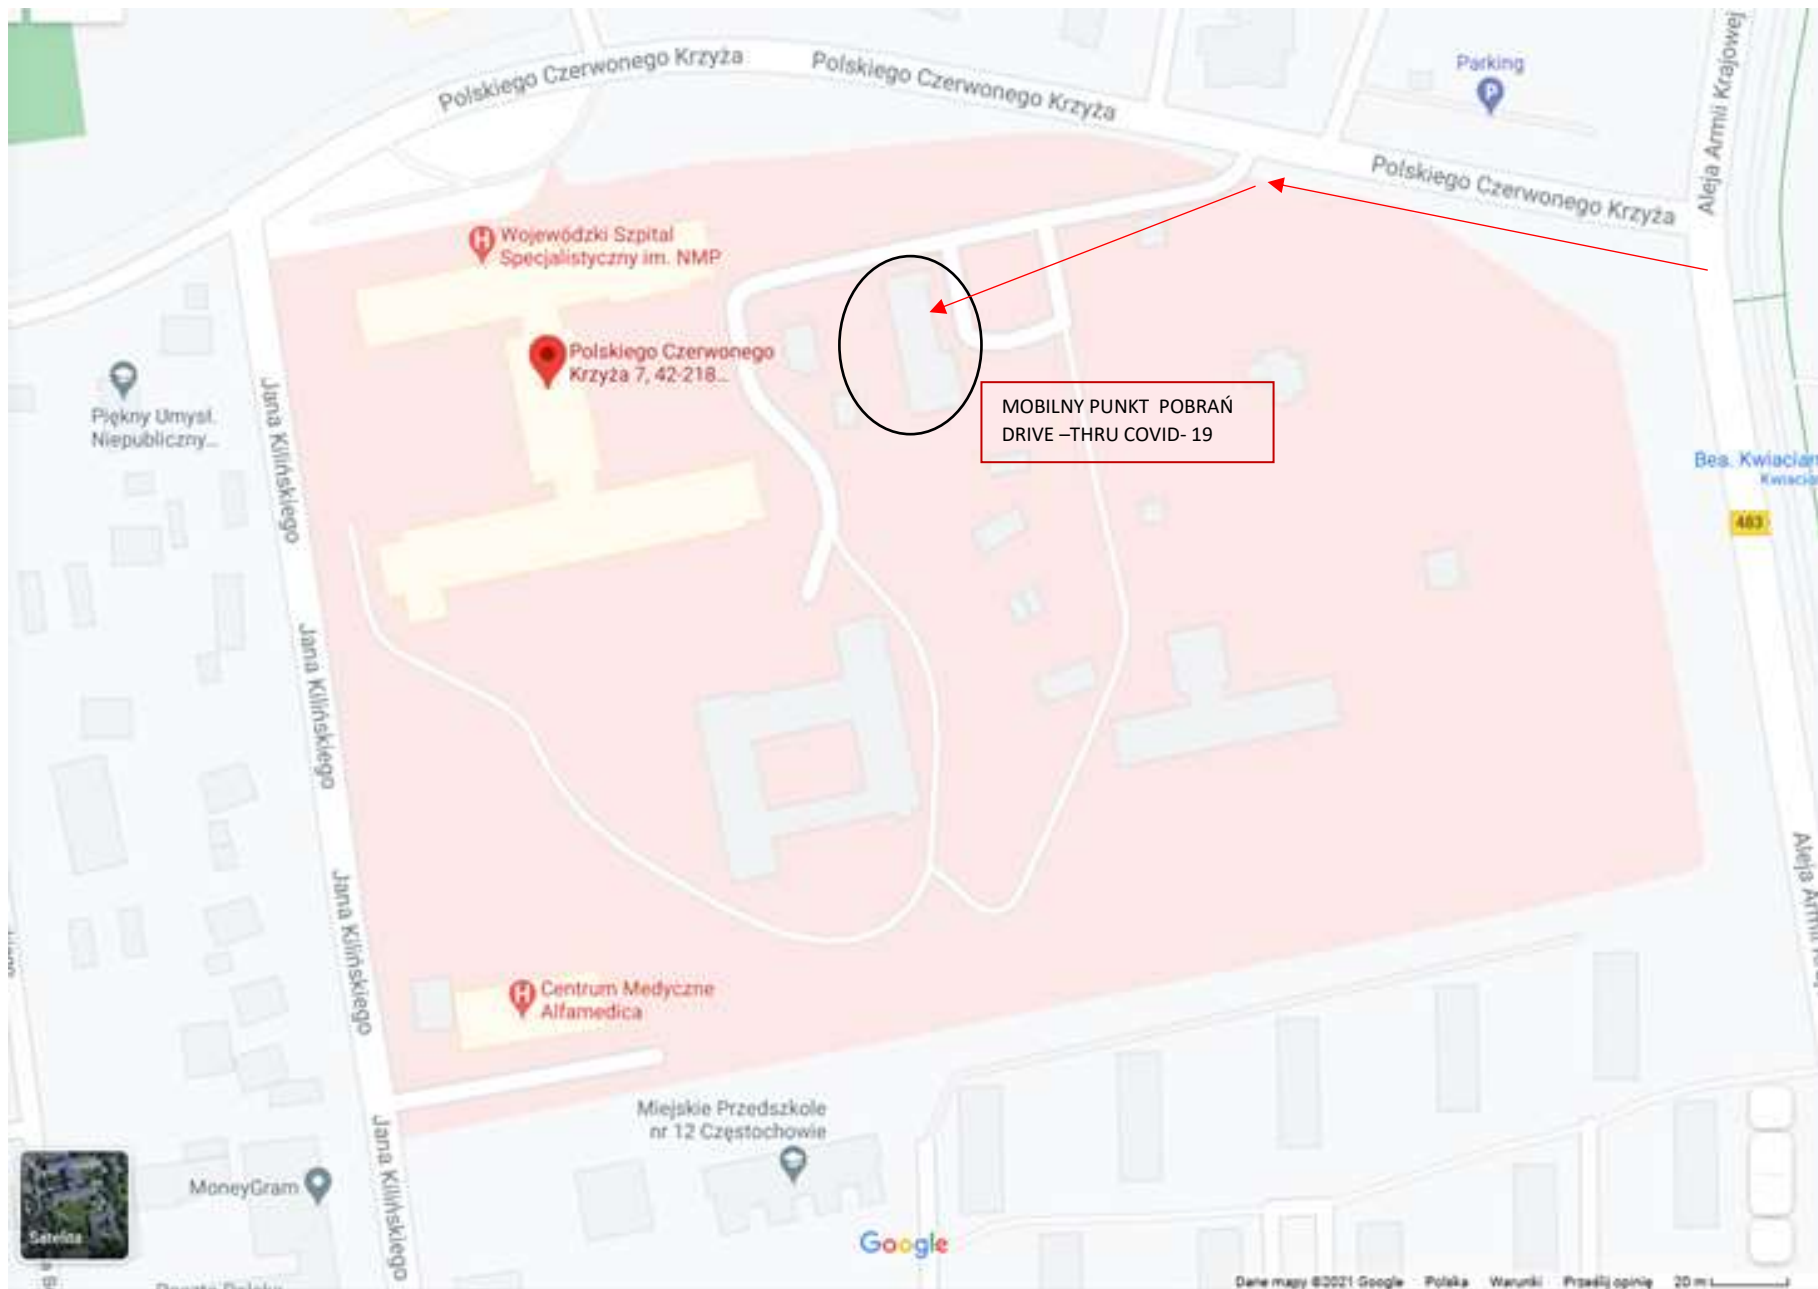 Polskiego Czerwonego Krzyża
Polskiego Czerwonego Krzyża
Parking
P
Aleja Armii Krajowej
Polskiego Czerwonego Krzyża
H
Wojewódzki Szpital
Specjalistyczny im. NMP
Polskiego Czerwonego
Krzyża 7, 42-218...
Piękny Umysł.
Niepubliczny...
Jana Kilińskiego
MOBILNY PUNKT POBRAŃ
DRIVE –THRU COVID- 19
Bea. Kwiaciar
483
Jana Kilińskiego
Jana Kilińskiego
Aleja Armii
H
Centrum Medyczne
Alfamedica
Miejskie Przedszkole
nr 12 Częstochowie
Jana Kilińskiego
MoneyGram
Satelita
Google
Dane mapy ©2021 Google Polska Warunki Prześlij opinię 20 m